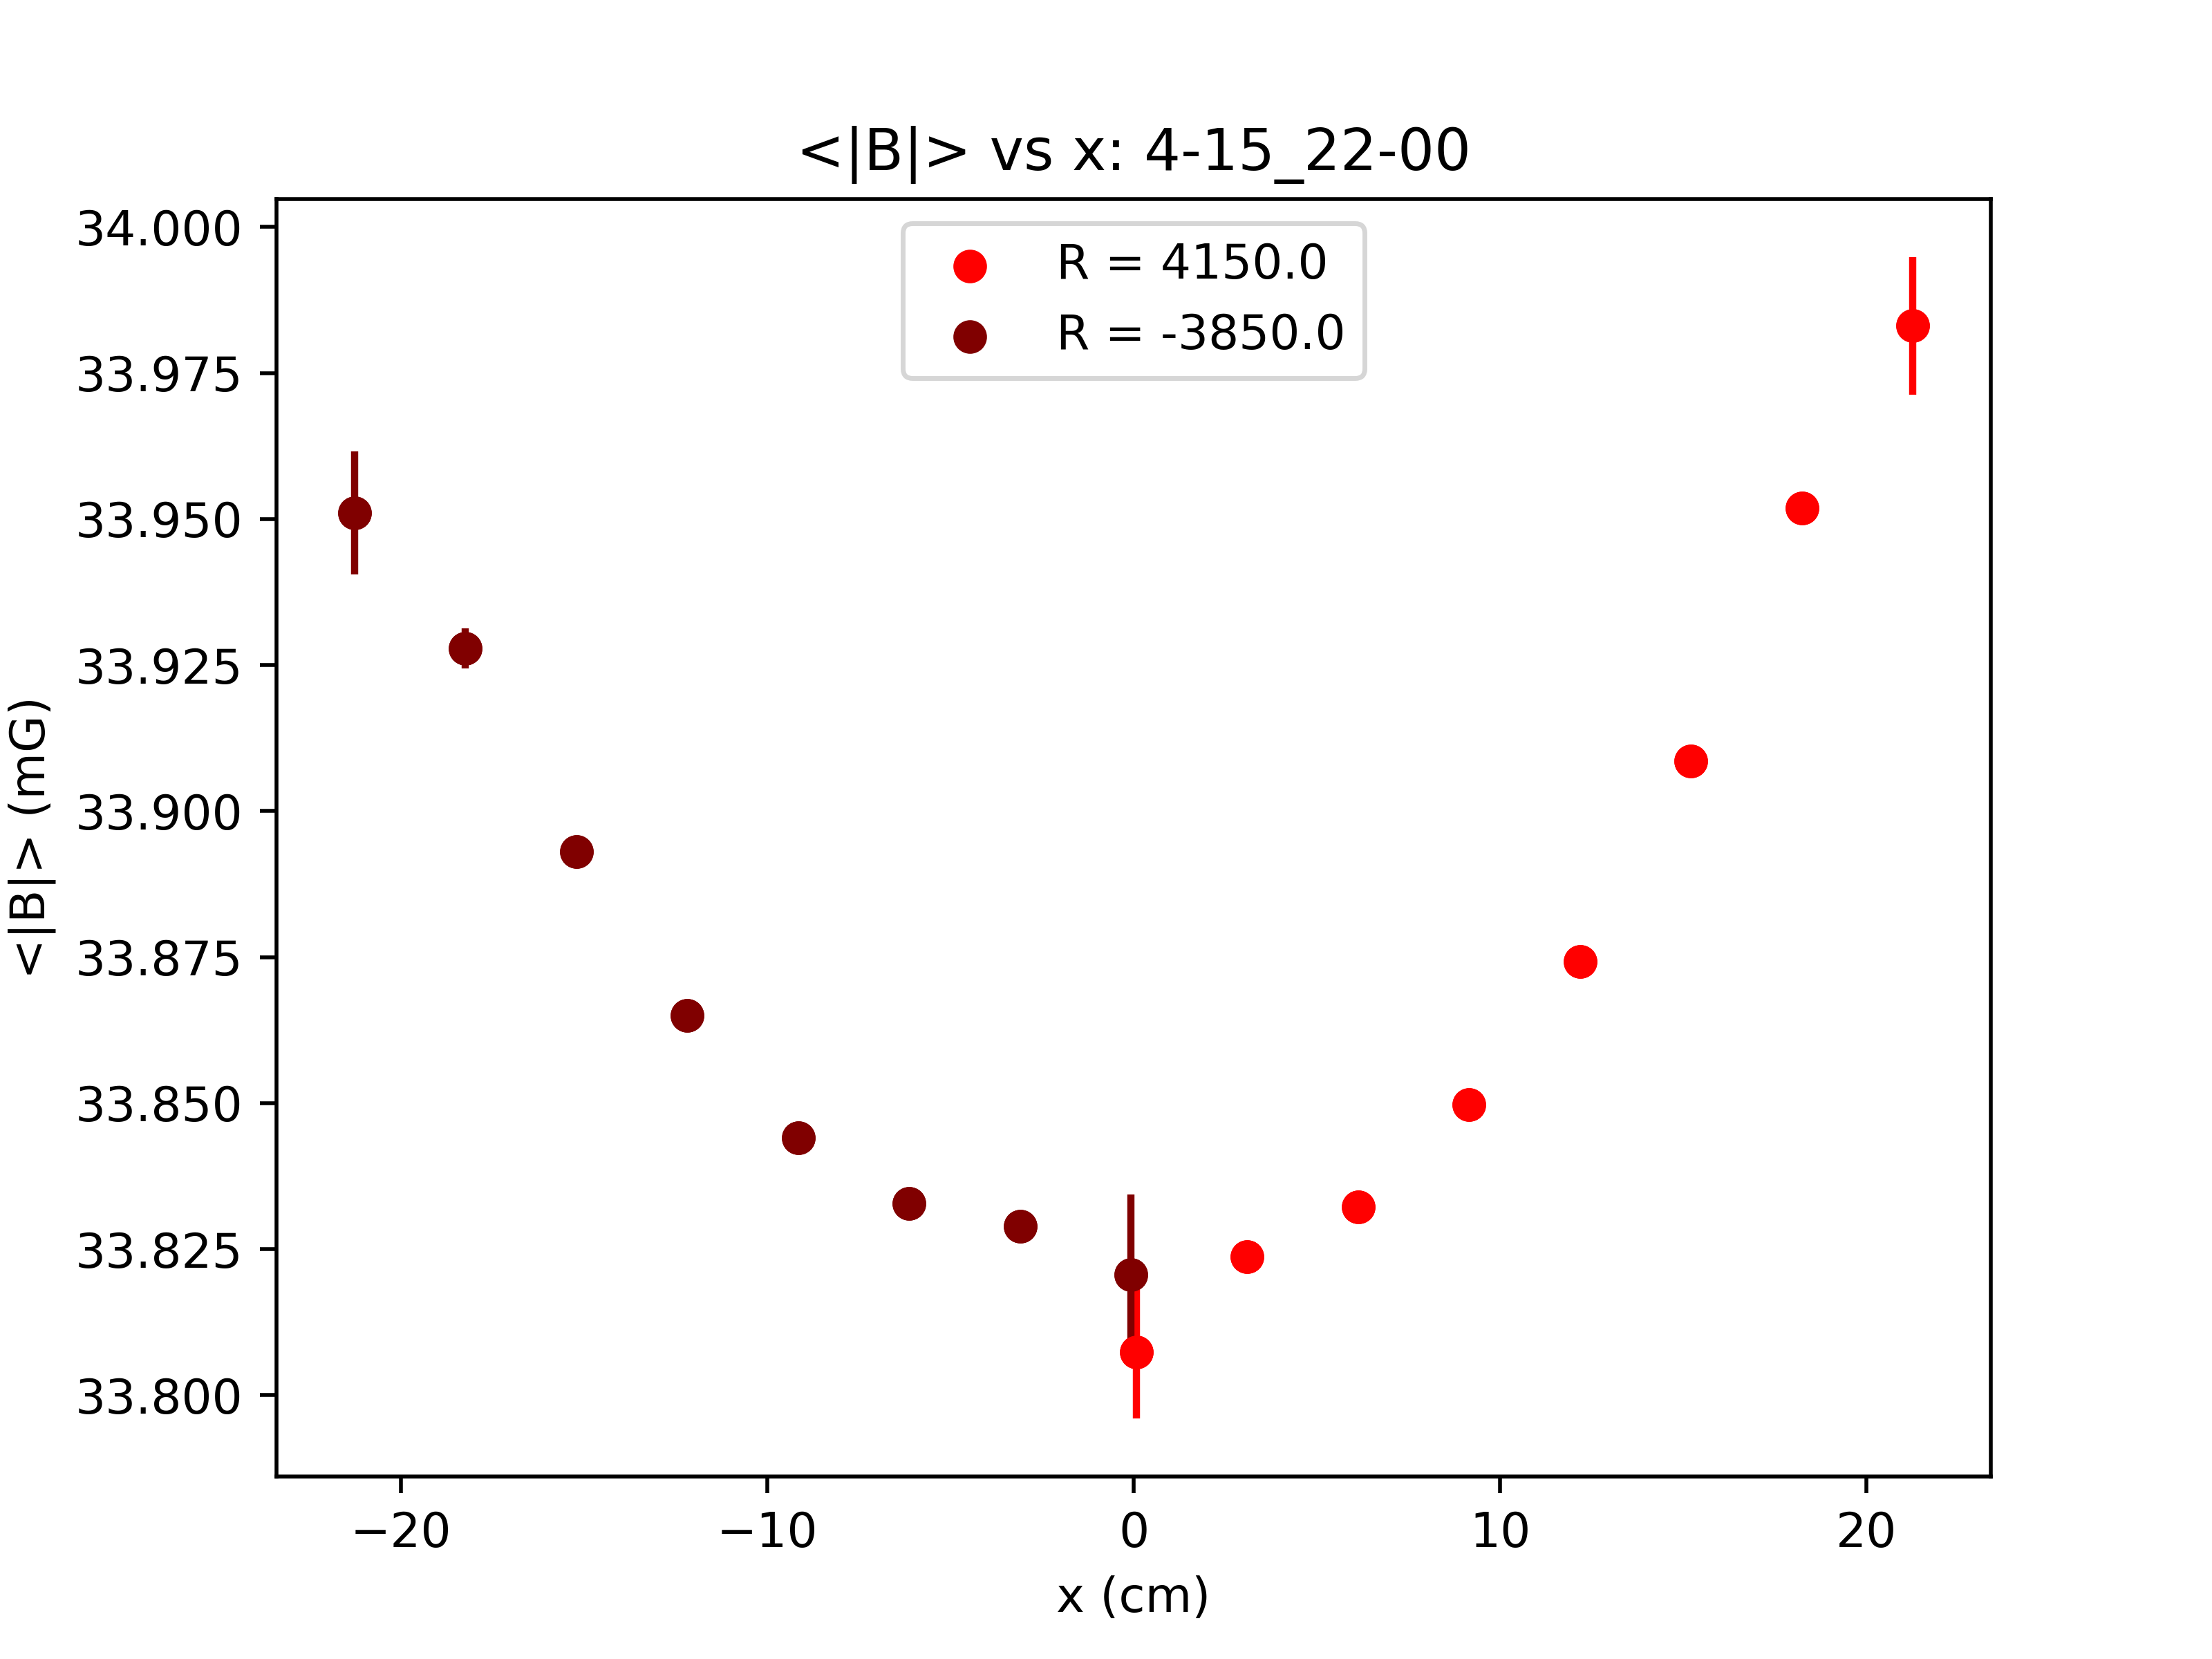 <|B|> vs x: 4-15_22-00
R = 4150.0
R = -3850.0
34.000
33.975
33.950
33.925
33.900
33.875
33.850
33.825
33.800
<|B|> (mG)
−20 −10 0 10 20
x (cm)